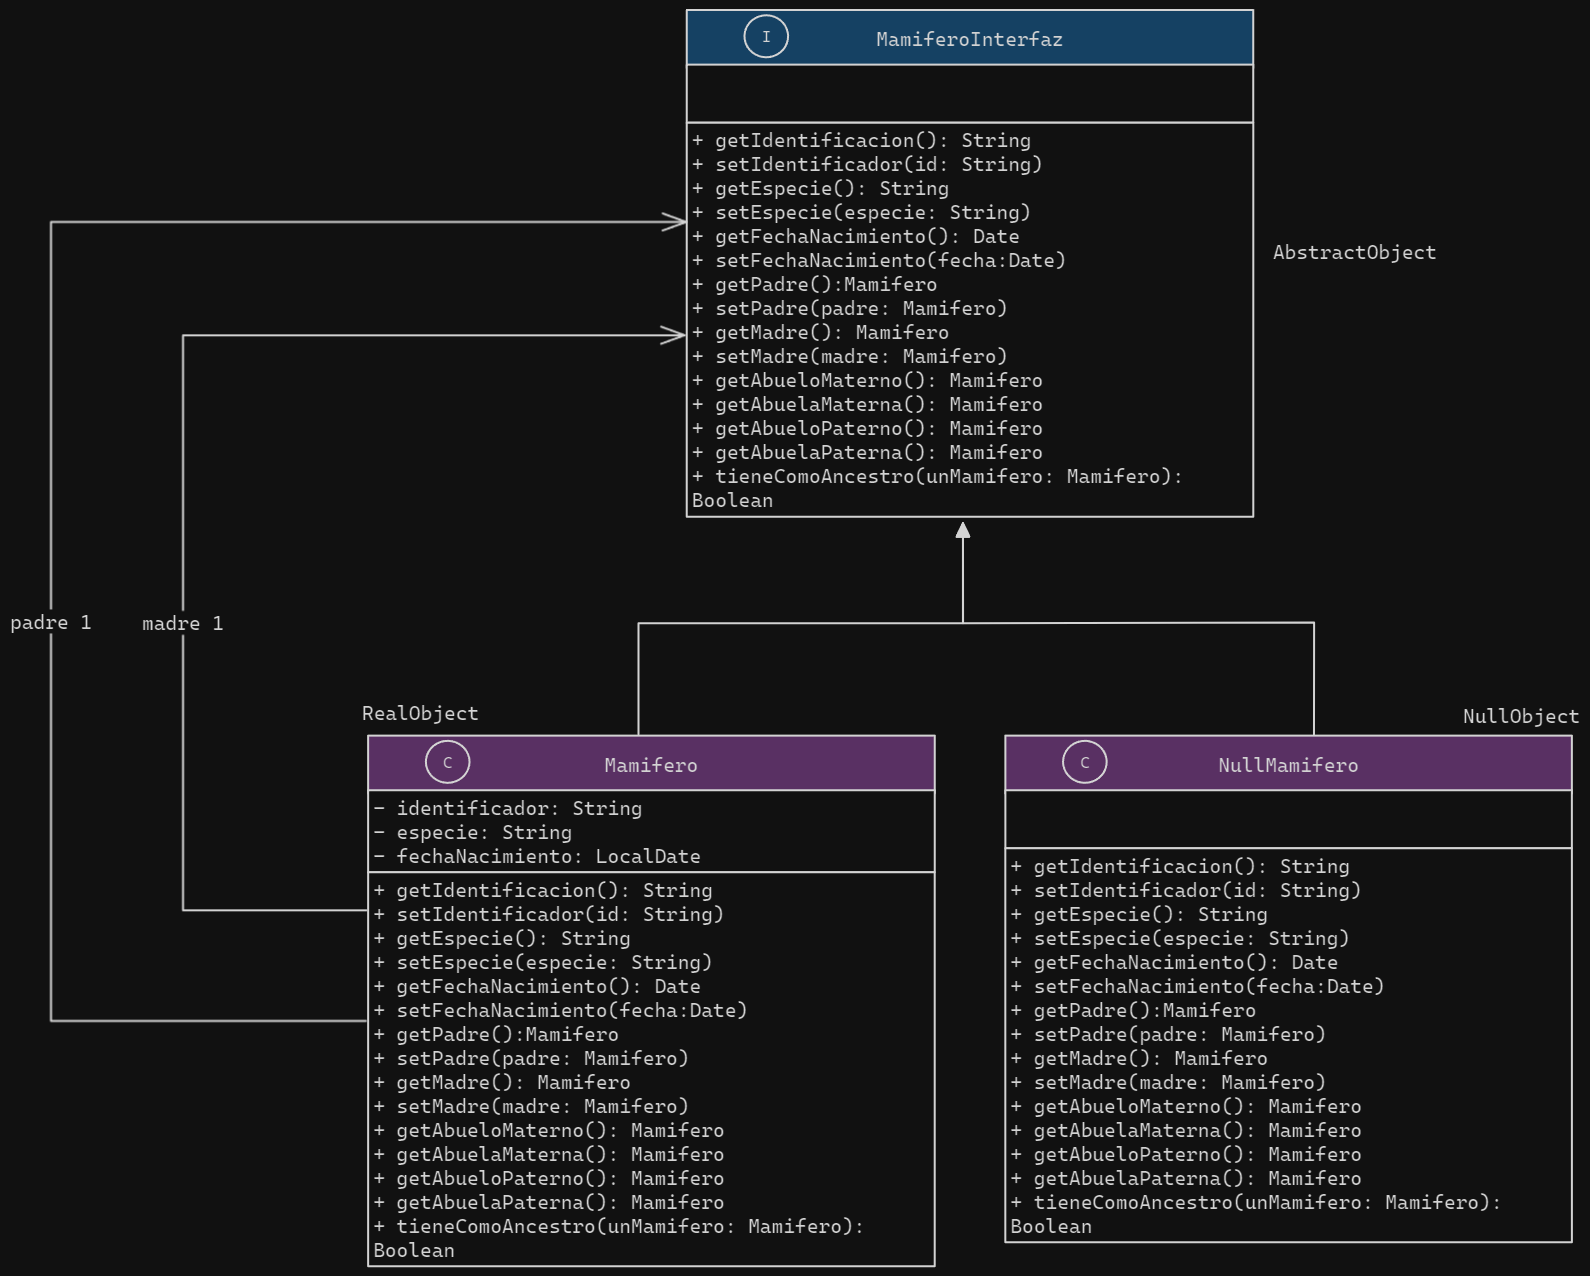 I MamiferoInterfaz
+ getIdentificacion(): String
+ setIdentificador(id: String)
+ getEspecie(): String
+ setEspecie(especie: String)
+ getFechaNacimiento(): Date
+ setFechaNacimiento(fecha:Date)
+ getPadre():Mamifero
+ setPadre(padre: Mamifero)
+ getMadre(): Mamifero
+ setMadre(madre: Mamifero)
+ getAbueloMaterno(): Mamifero
+ getAbuelaMaterna(): Mamifero
+ getAbueloPaterno(): Mamifero
+ getAbuelaPaterna(): Mamifero
+ tieneComoAncestro(unMamifero: Mamifero):
Boolean
AbstractObject
padre 1
madre 1
RealObject
C Mamifero
- identificador: String
- especie: String
- fechaNacimiento: LocalDate
+ getIdentificacion(): String
+ setIdentificador(id: String)
+ getEspecie(): String
+ setEspecie(especie: String)
+ getFechaNacimiento(): Date
+ setFechaNacimiento(fecha:Date)
+ getPadre():Mamifero
+ setPadre(padre: Mamifero)
+ getMadre(): Mamifero
+ setMadre(madre: Mamifero)
+ getAbueloMaterno(): Mamifero
+ getAbuelaMaterna(): Mamifero
+ getAbueloPaterno(): Mamifero
+ getAbuelaPaterna(): Mamifero
+ tieneComoAncestro(unMamifero: Mamifero):
Boolean
NullObject
C NullMamifero
+ getIdentificacion(): String
+ setIdentificador(id: String)
+ getEspecie(): String
+ setEspecie(especie: String)
+ getFechaNacimiento(): Date
+ setFechaNacimiento(fecha:Date)
+ getPadre():Mamifero
+ setPadre(padre: Mamifero)
+ getMadre(): Mamifero
+ setMadre(madre: Mamifero)
+ getAbueloMaterno(): Mamifero
+ getAbuelaMaterna(): Mamifero
+ getAbueloPaterno(): Mamifero
+ getAbuelaPaterna(): Mamifero
+ tieneComoAncestro(unMamifero: Mamifero):
Boolean